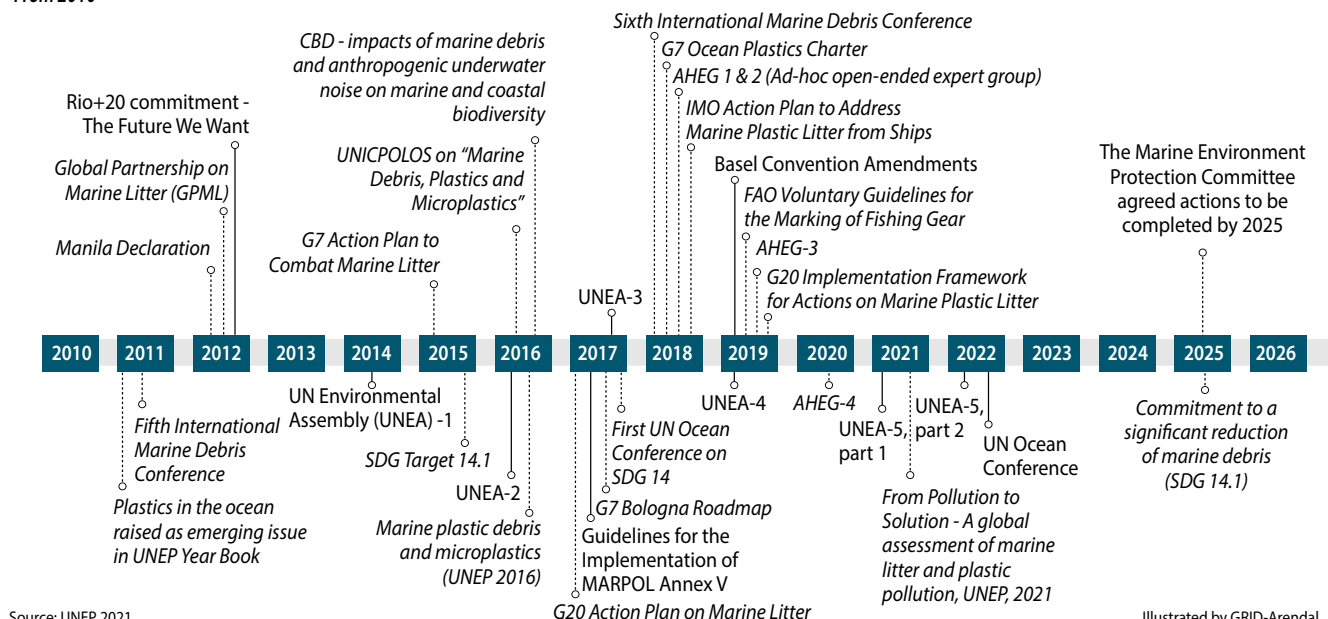 From 2010
Sixth International Marine Debris Conference
G7 Ocean Plastics Charter
AHEG 1 & 2 (Ad-hoc open-ended expert group)
IMO Action Plan to Address
Marine Plastic Litter from Ships
CBD - impacts of marine debris
and anthropogenic underwater
noise on marine and coastal
biodiversity
Rio+20 commitment -
The Future We Want
Global Partnership on
Marine Litter (GPML)
Manila Declaration
UNICPOLOS on “Marine
Debris, Plastics and
Microplastics”
G7 Action Plan to
Combat Marine Litter
UNEA-3
Basel Convention Amendments
FAO Voluntary Guidelines for
the Marking of Fishing Gear
AHEG-3
G20 Implementation Framework
for Actions on Marine Plastic Litter
The Marine Environment
Protection Committee
agreed actions to be
completed by 2025
2010 2011 2012 2013 2014 2015 2016 2017 2018 2019 2020 2021 2022 2023 2024 2025 2026
Fifth International
Marine Debris
Conference
Plastics in the ocean
raised as emerging issue
in UNEP Year Book
UN Environmental
Assembly (UNEA) -1
SDG Target 14.1
UNEA-2
Marine plastic debris
and microplastics
(UNEP 2016)
First UN Ocean
Conference on
SDG 14
G7 Bologna Roadmap
Guidelines for the
Implementation of
MARPOL Annex V
G20 Action Plan on Marine Litter
UNEA-4
AHEG-4
UNEA-5,
part 1
UNEA-5,
part 2
From Pollution to
Solution - A global
assessment of marine
litter and plastic
pollution, UNEP, 2021
UN Ocean
Conference
Commitment to a
significant reduction
of marine debris
(SDG 14.1)
Source: UNEP 2021
Illustrated by GRID-Arendal